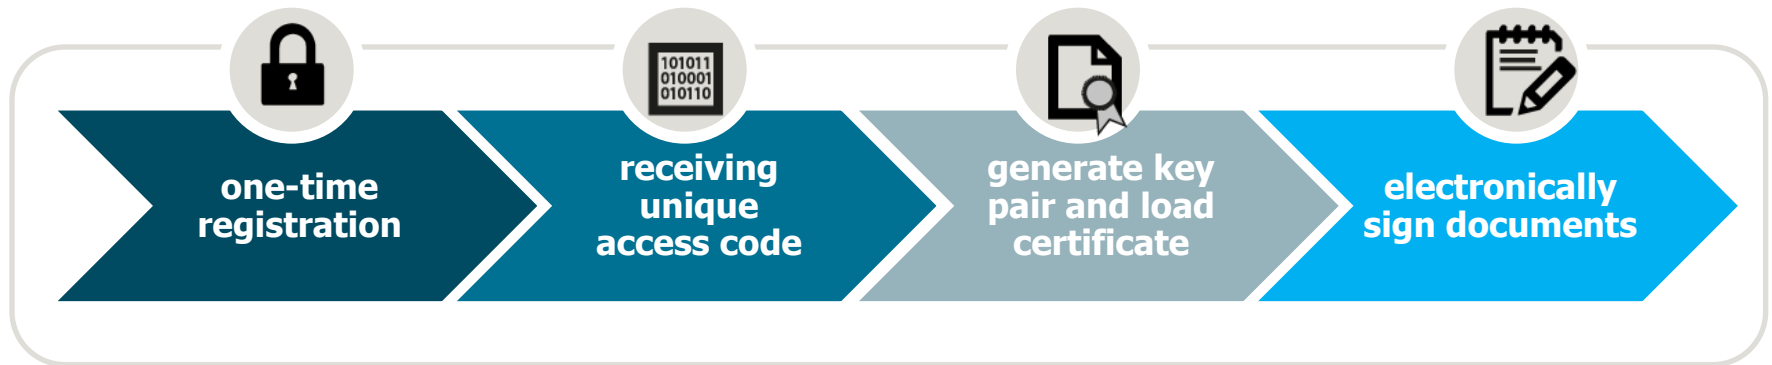 101011
010001
010110
one-time
registration
receiving
unique
access code
generate key
pair and load
certificate
electronically
sign documents